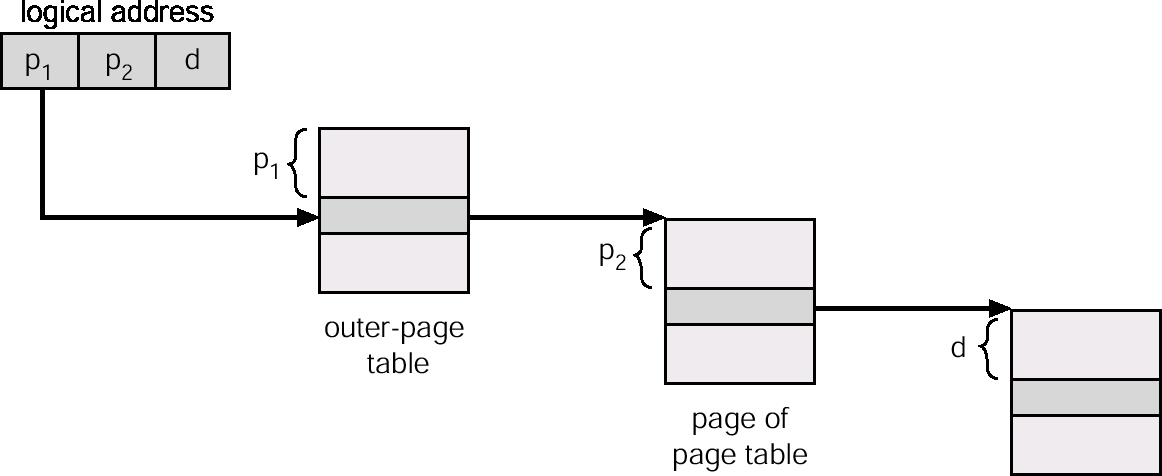 logical address
p₁ p₂ d
p₁
p₂
d
outer-page
table
page of
page table